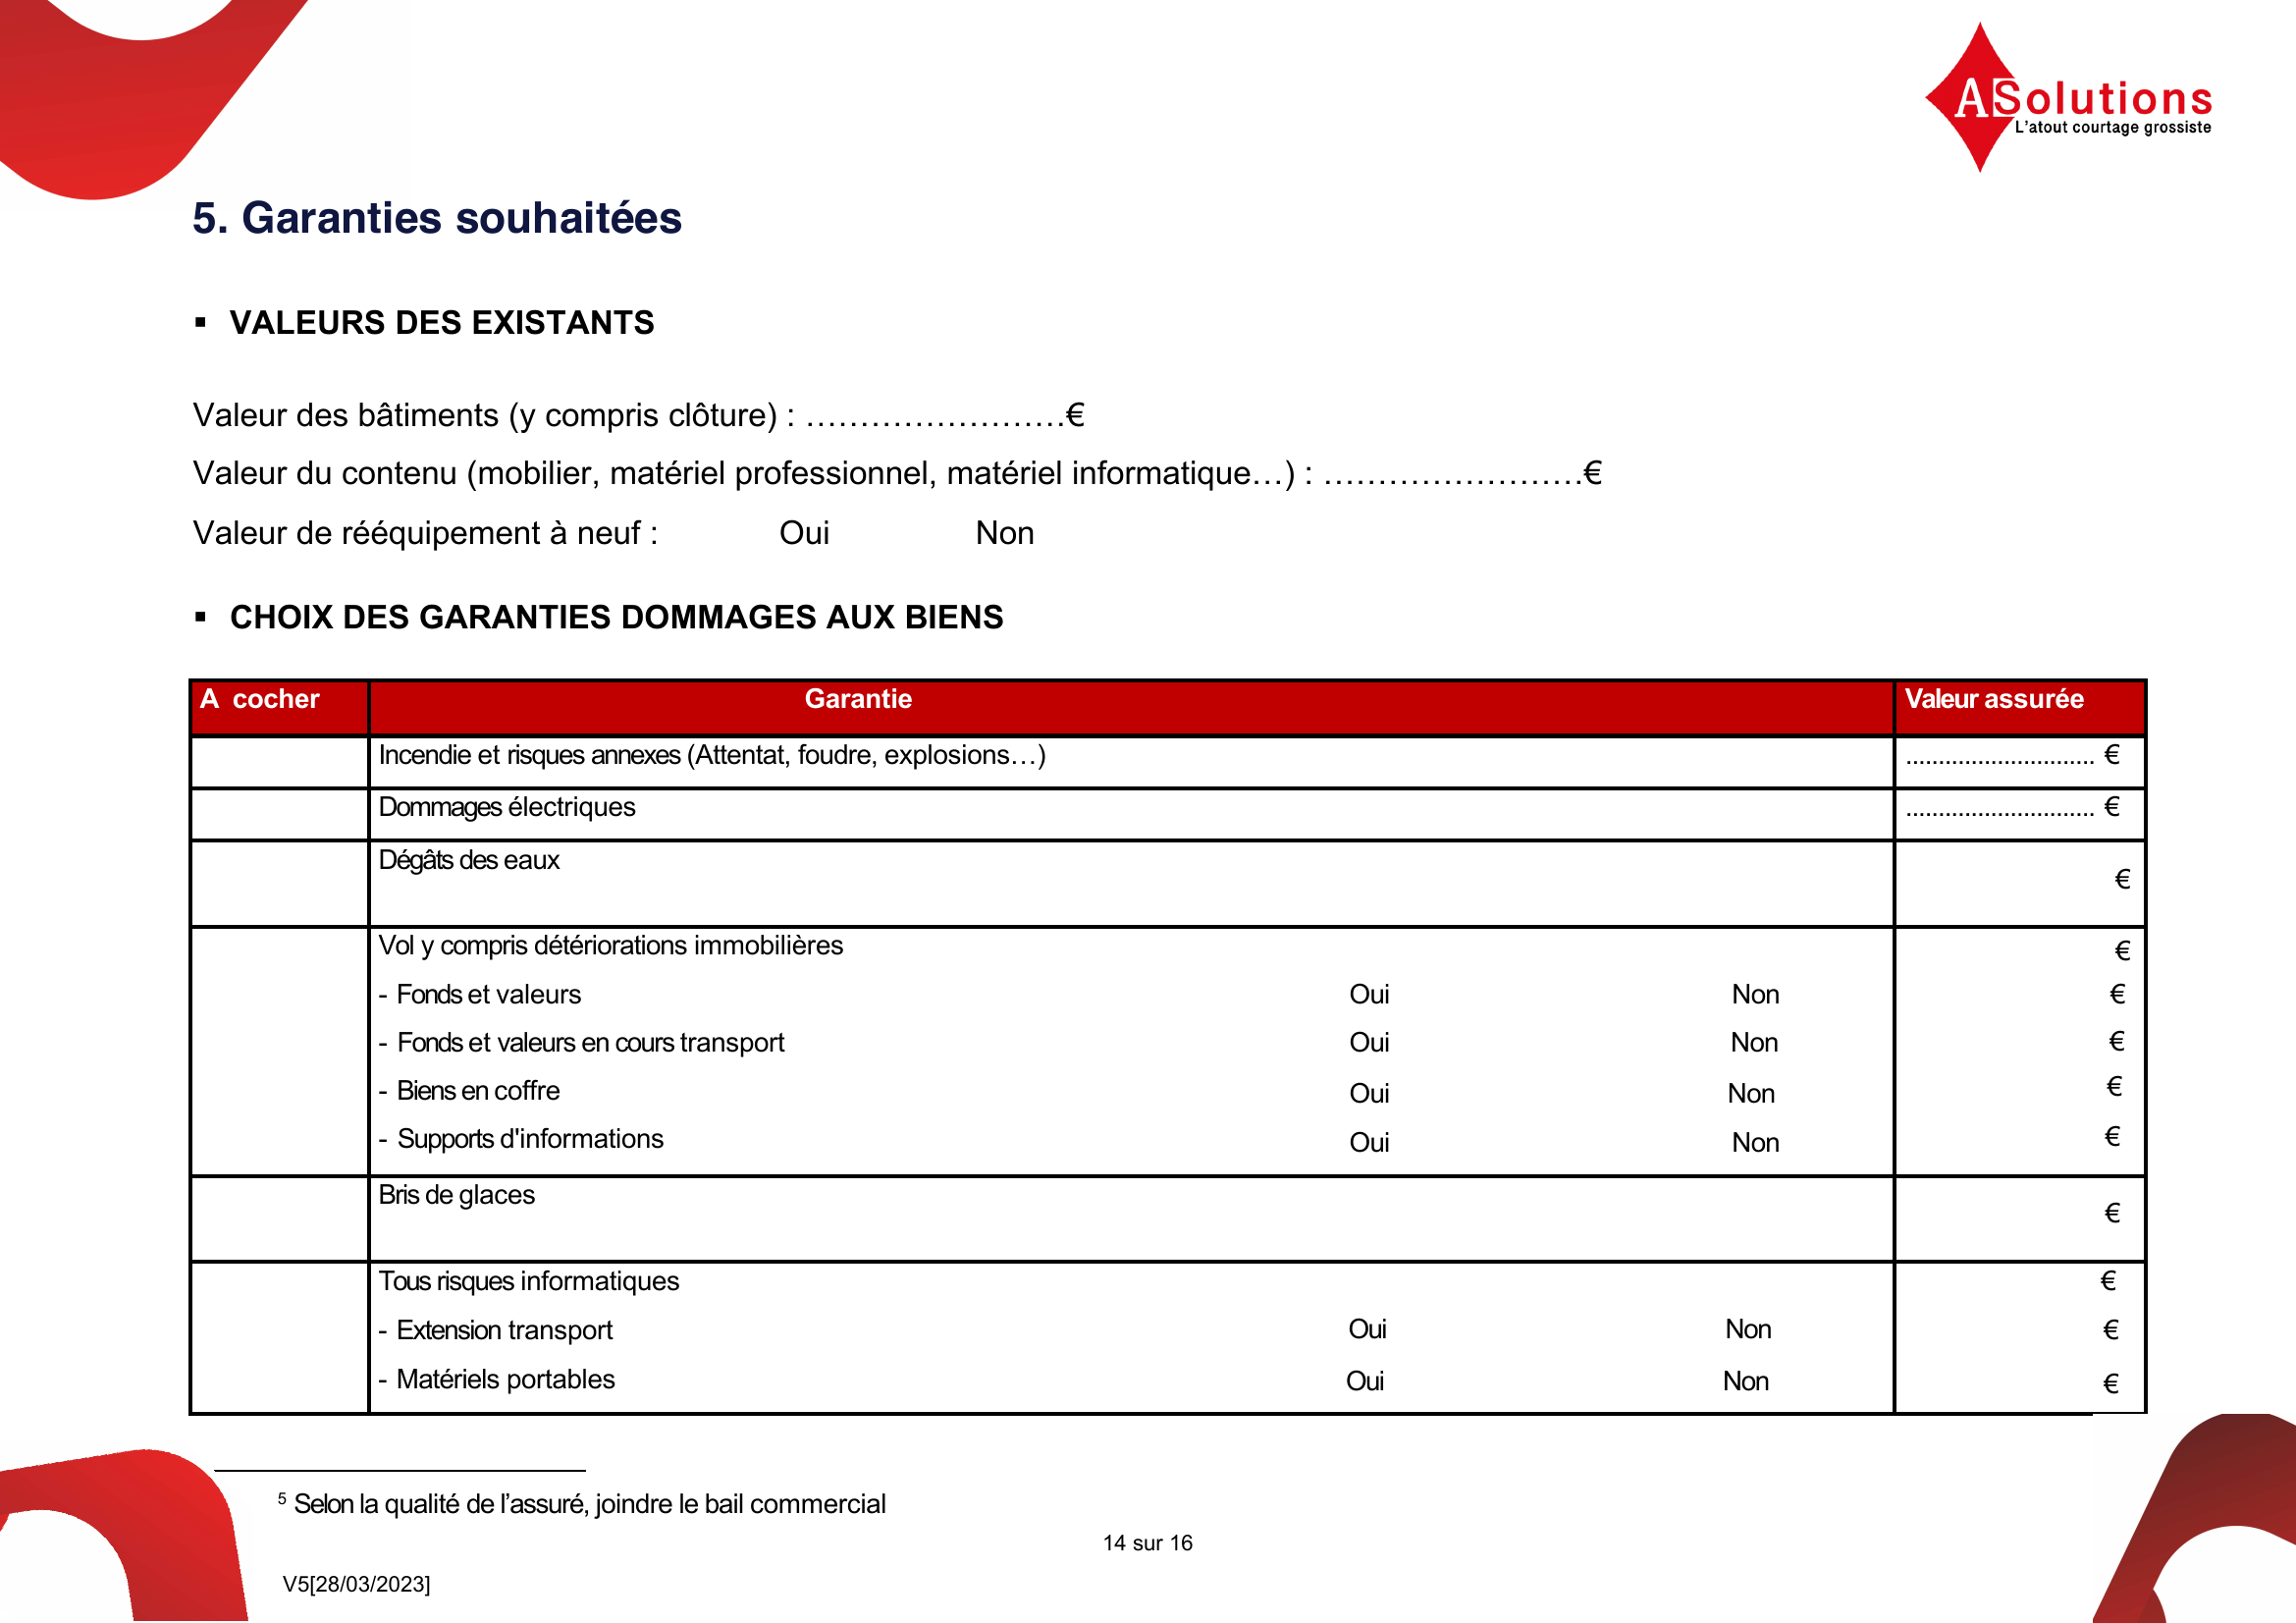 ASolutions
L'atout courtage grossiste
5. Garanties souhaitées
▪ VALEURS DES EXISTANTS
Valeur des bâtiments (y compris clôture) : ……………………€
Valeur du contenu (mobilier, matériel professionnel, matériel informatique…) : ……………………€
Valeur de rééquipement à neuf : Oui Non
▪ CHOIX DES GARANTIES DOMMAGES AUX BIENS
A cocher Garantie Valeur assurée
Incendie et risques annexes (Attentat, foudre, explosions…) ............................. €
Dommages électriques ............................. €
Dégâts des eaux €
Vol y compris détériorations immobilières €
- Fonds et valeurs Oui Non €
- Fonds et valeurs en cours transport Oui Non €
- Biens en coffre Oui Non €
- Supports d'informations Oui Non €
Bris de glaces €
Tous risques informatiques €
- Extension transport Oui Non €
- Matériels portables Oui Non €
5 Selon la qualité de l'assuré, joindre le bail commercial
14 sur 16
V5[28/03/2023]